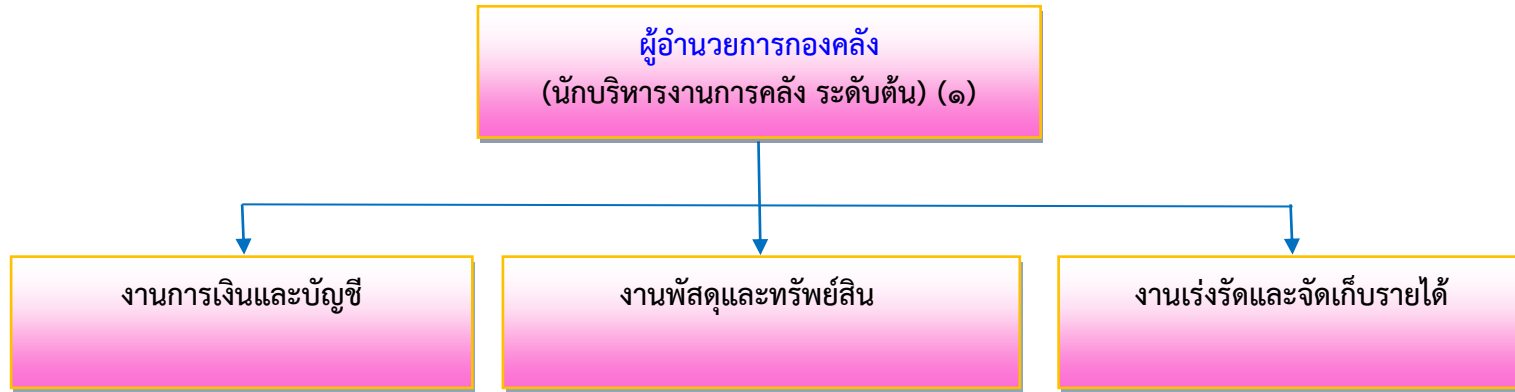 ผู้อำนวยการกองคลัง
(นักบริหารงานการคลัง ระดับต้น) (๑)
งานการเงินและบัญชี
งานพัสดุและทรัพย์สิน
งานเร่งรัดและจัดเก็บรายได้